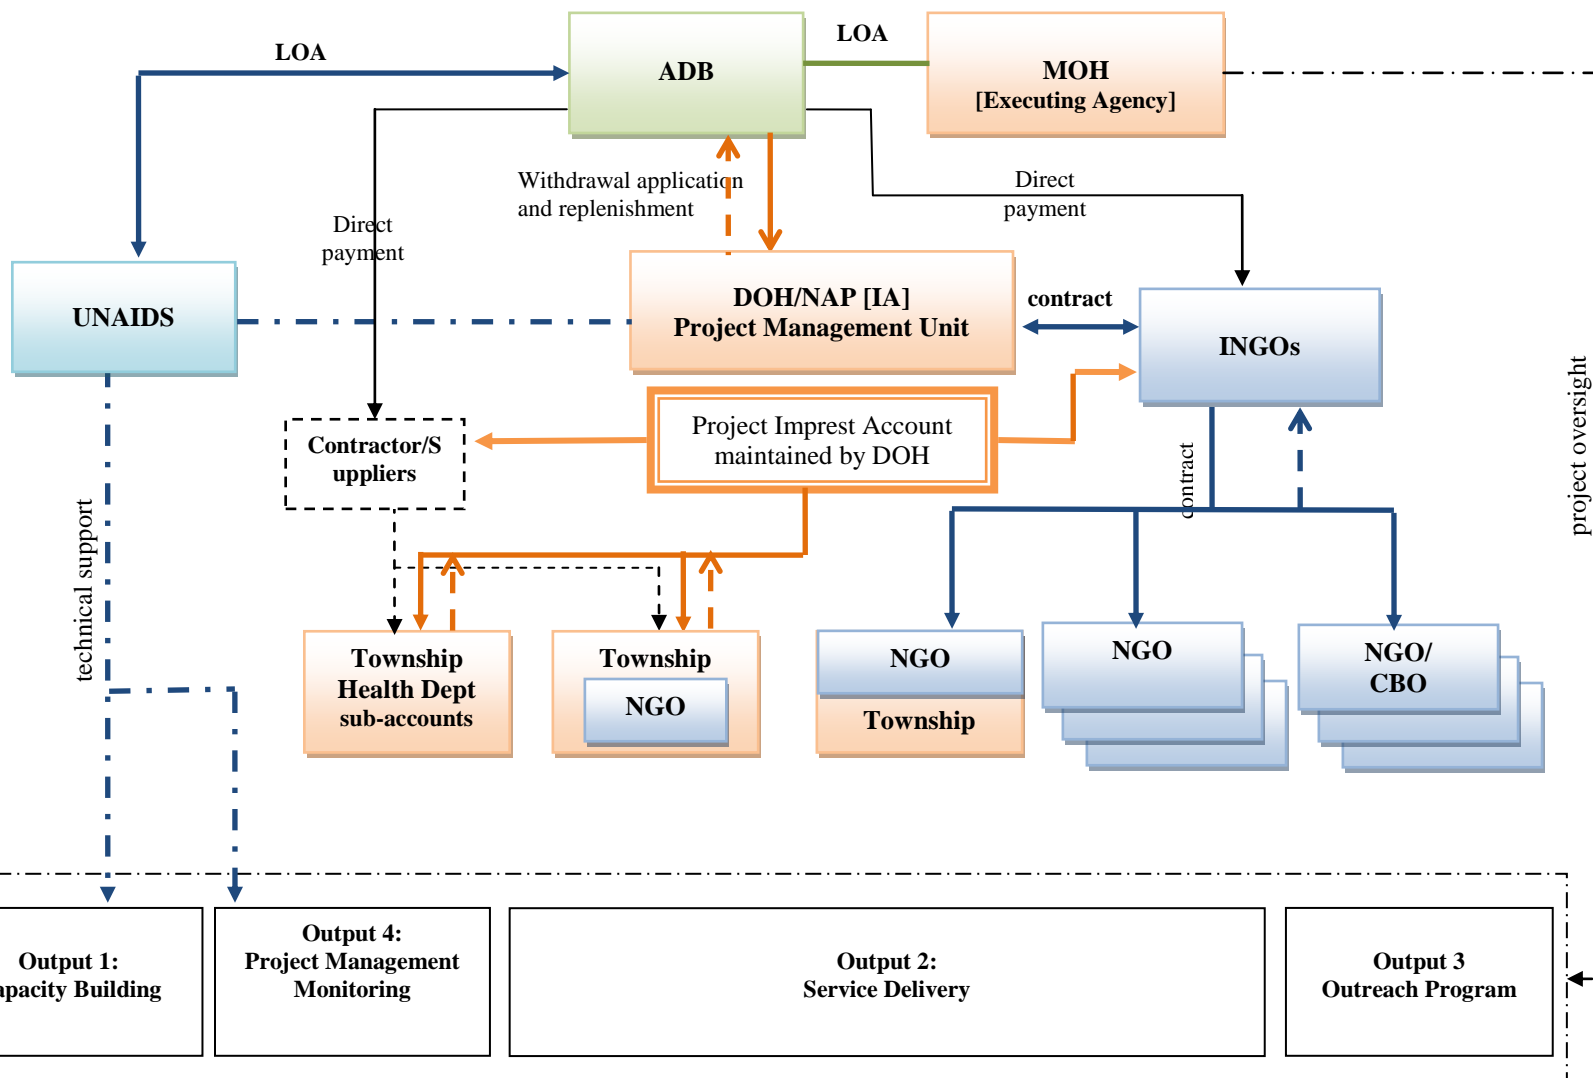 LOA
LOA
ADB
MOH
[Executing Agency]
Withdrawal application
and replenishment
Direct
payment
Direct
payment
UNAIDS
DOH/NAP [IA]
Project Management Unit
contract
INGOs
project oversight
Contractor/S
uppliers
Project Imprest Account
maintained by DOH
contract
technical support
Township
Health Dept
sub-accounts
Township
NGO
NGO
Township
NGO
NGO/
CBO
Output 1:
apacity Building
Output 4:
Project Management
Monitoring
Output 2:
Service Delivery
Output 3
Outreach Program